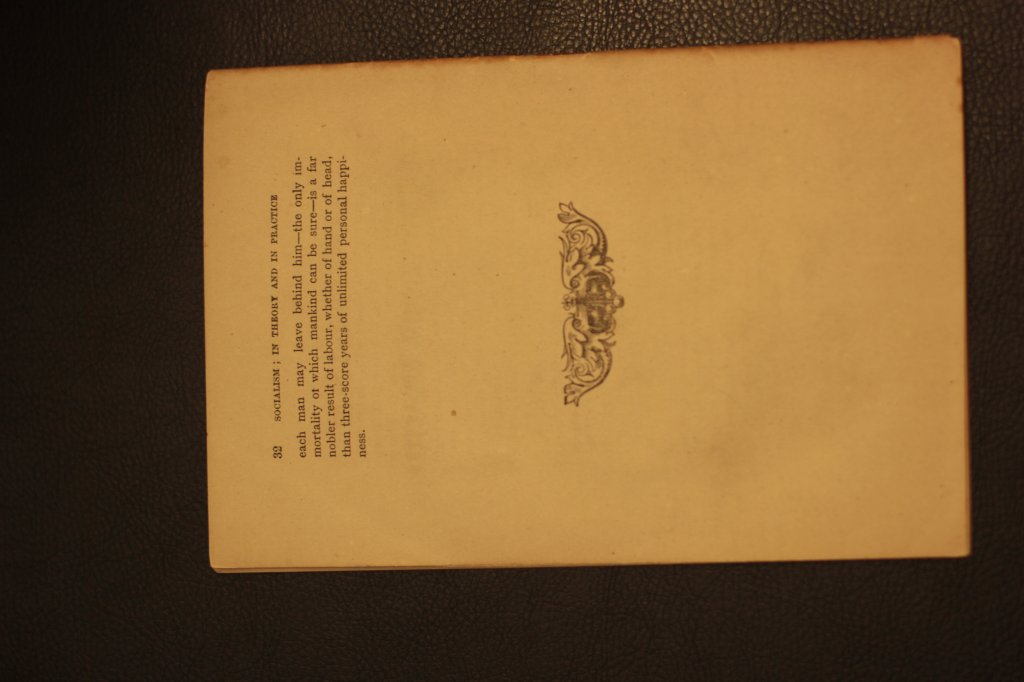 32 SOCIALISM ; IN THEORY AND IN PRACTICE
each man may leave behind him—the only im-
mortality of which mankind can be sure—is a far
nobler result of labour, whether of hand or of head,
than three-score years of unlimited personal happi-
ness.